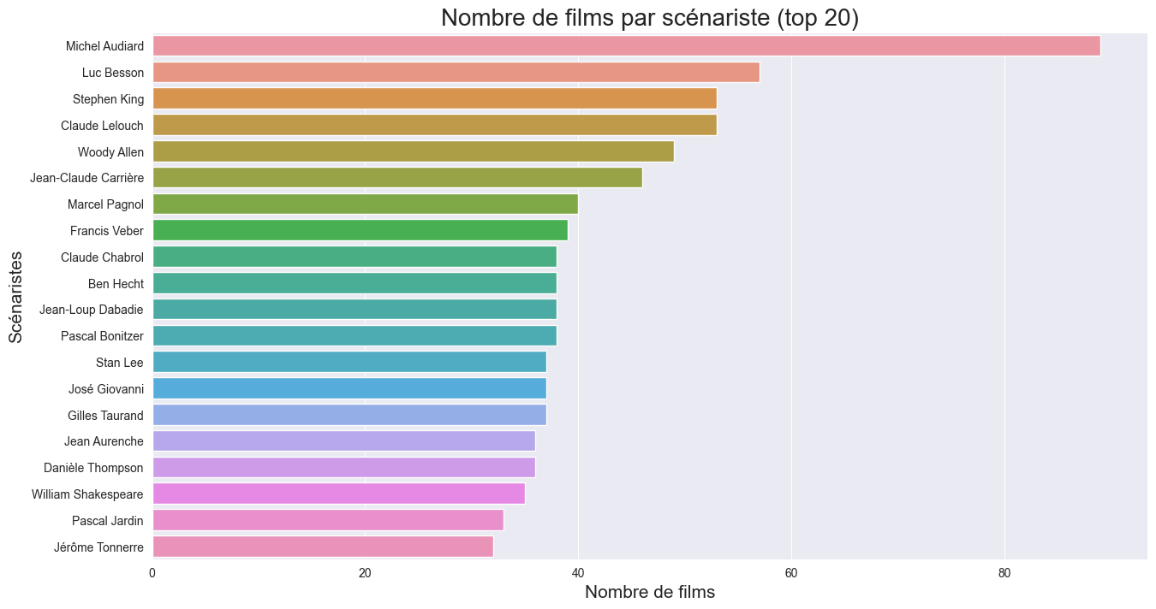 Nombre de films par scénariste (top 20)
Michel Audiard
Luc Besson
Stephen King
Claude Lelouch
Woody Allen
Jean-Claude Carrière
Marcel Pagnol
Francis Veber
Claude Chabrol
Ben Hecht
Jean-Loup Dabadie
Pascal Bonitzer
Stan Lee
José Giovanni
Gilles Taurand
Jean Aurenche
Danièle Thompson
William Shakespeare
Pascal Jardin
Jérôme Tonnerre
Scénaristes
0 20 40 60 80
Nombre de films